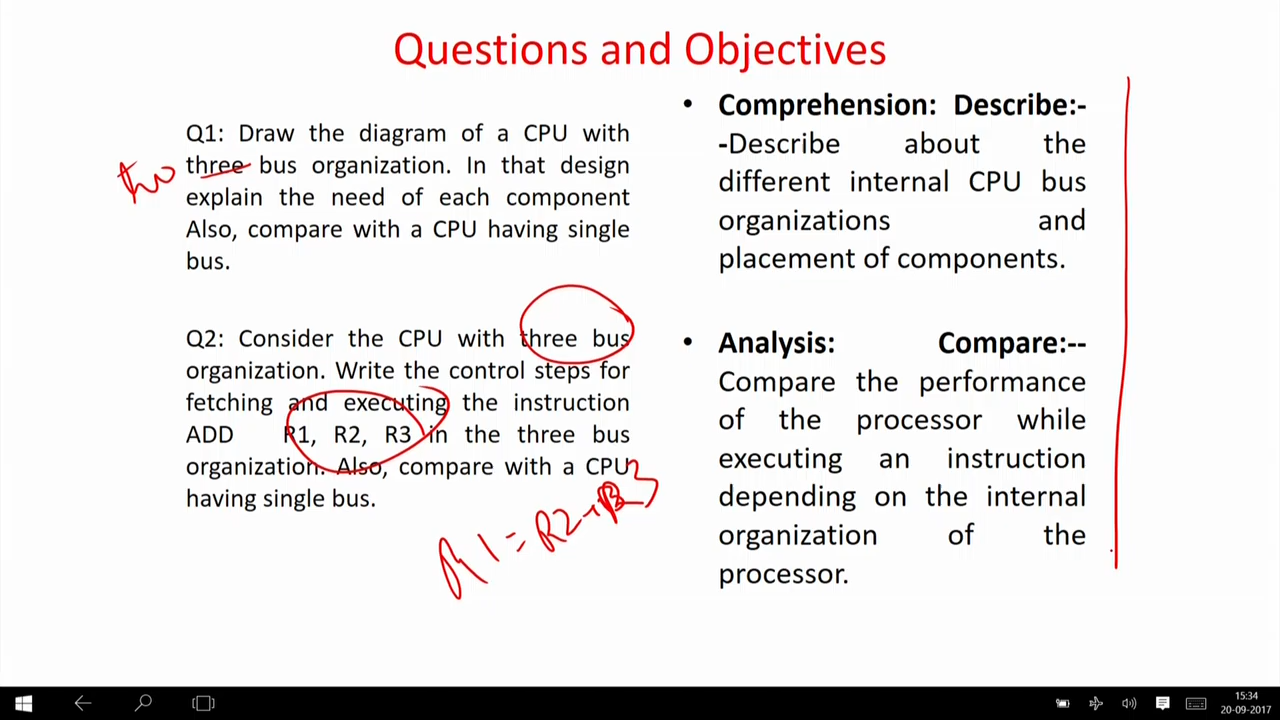 Questions and Objectives
Q1: Draw the diagram of a CPU with
three bus organization. In that design
explain the need of each component
Also, compare with a CPU having single
bus.
two
Q2: Consider the CPU with three bus
organization. Write the control steps for
fetching and executing the instruction
ADD R1, R2, R3 in the three bus
organization. Also, compare with a CPU
having single bus.
R1=R2+R3
• Comprehension: Describe:-
-Describe about the
different internal CPU bus
organizations and
placement of components.
• Analysis: Compare:--
Compare the performance
of the processor while
executing an instruction
depending on the internal
organization of the
processor.
15:34
20-09-2017